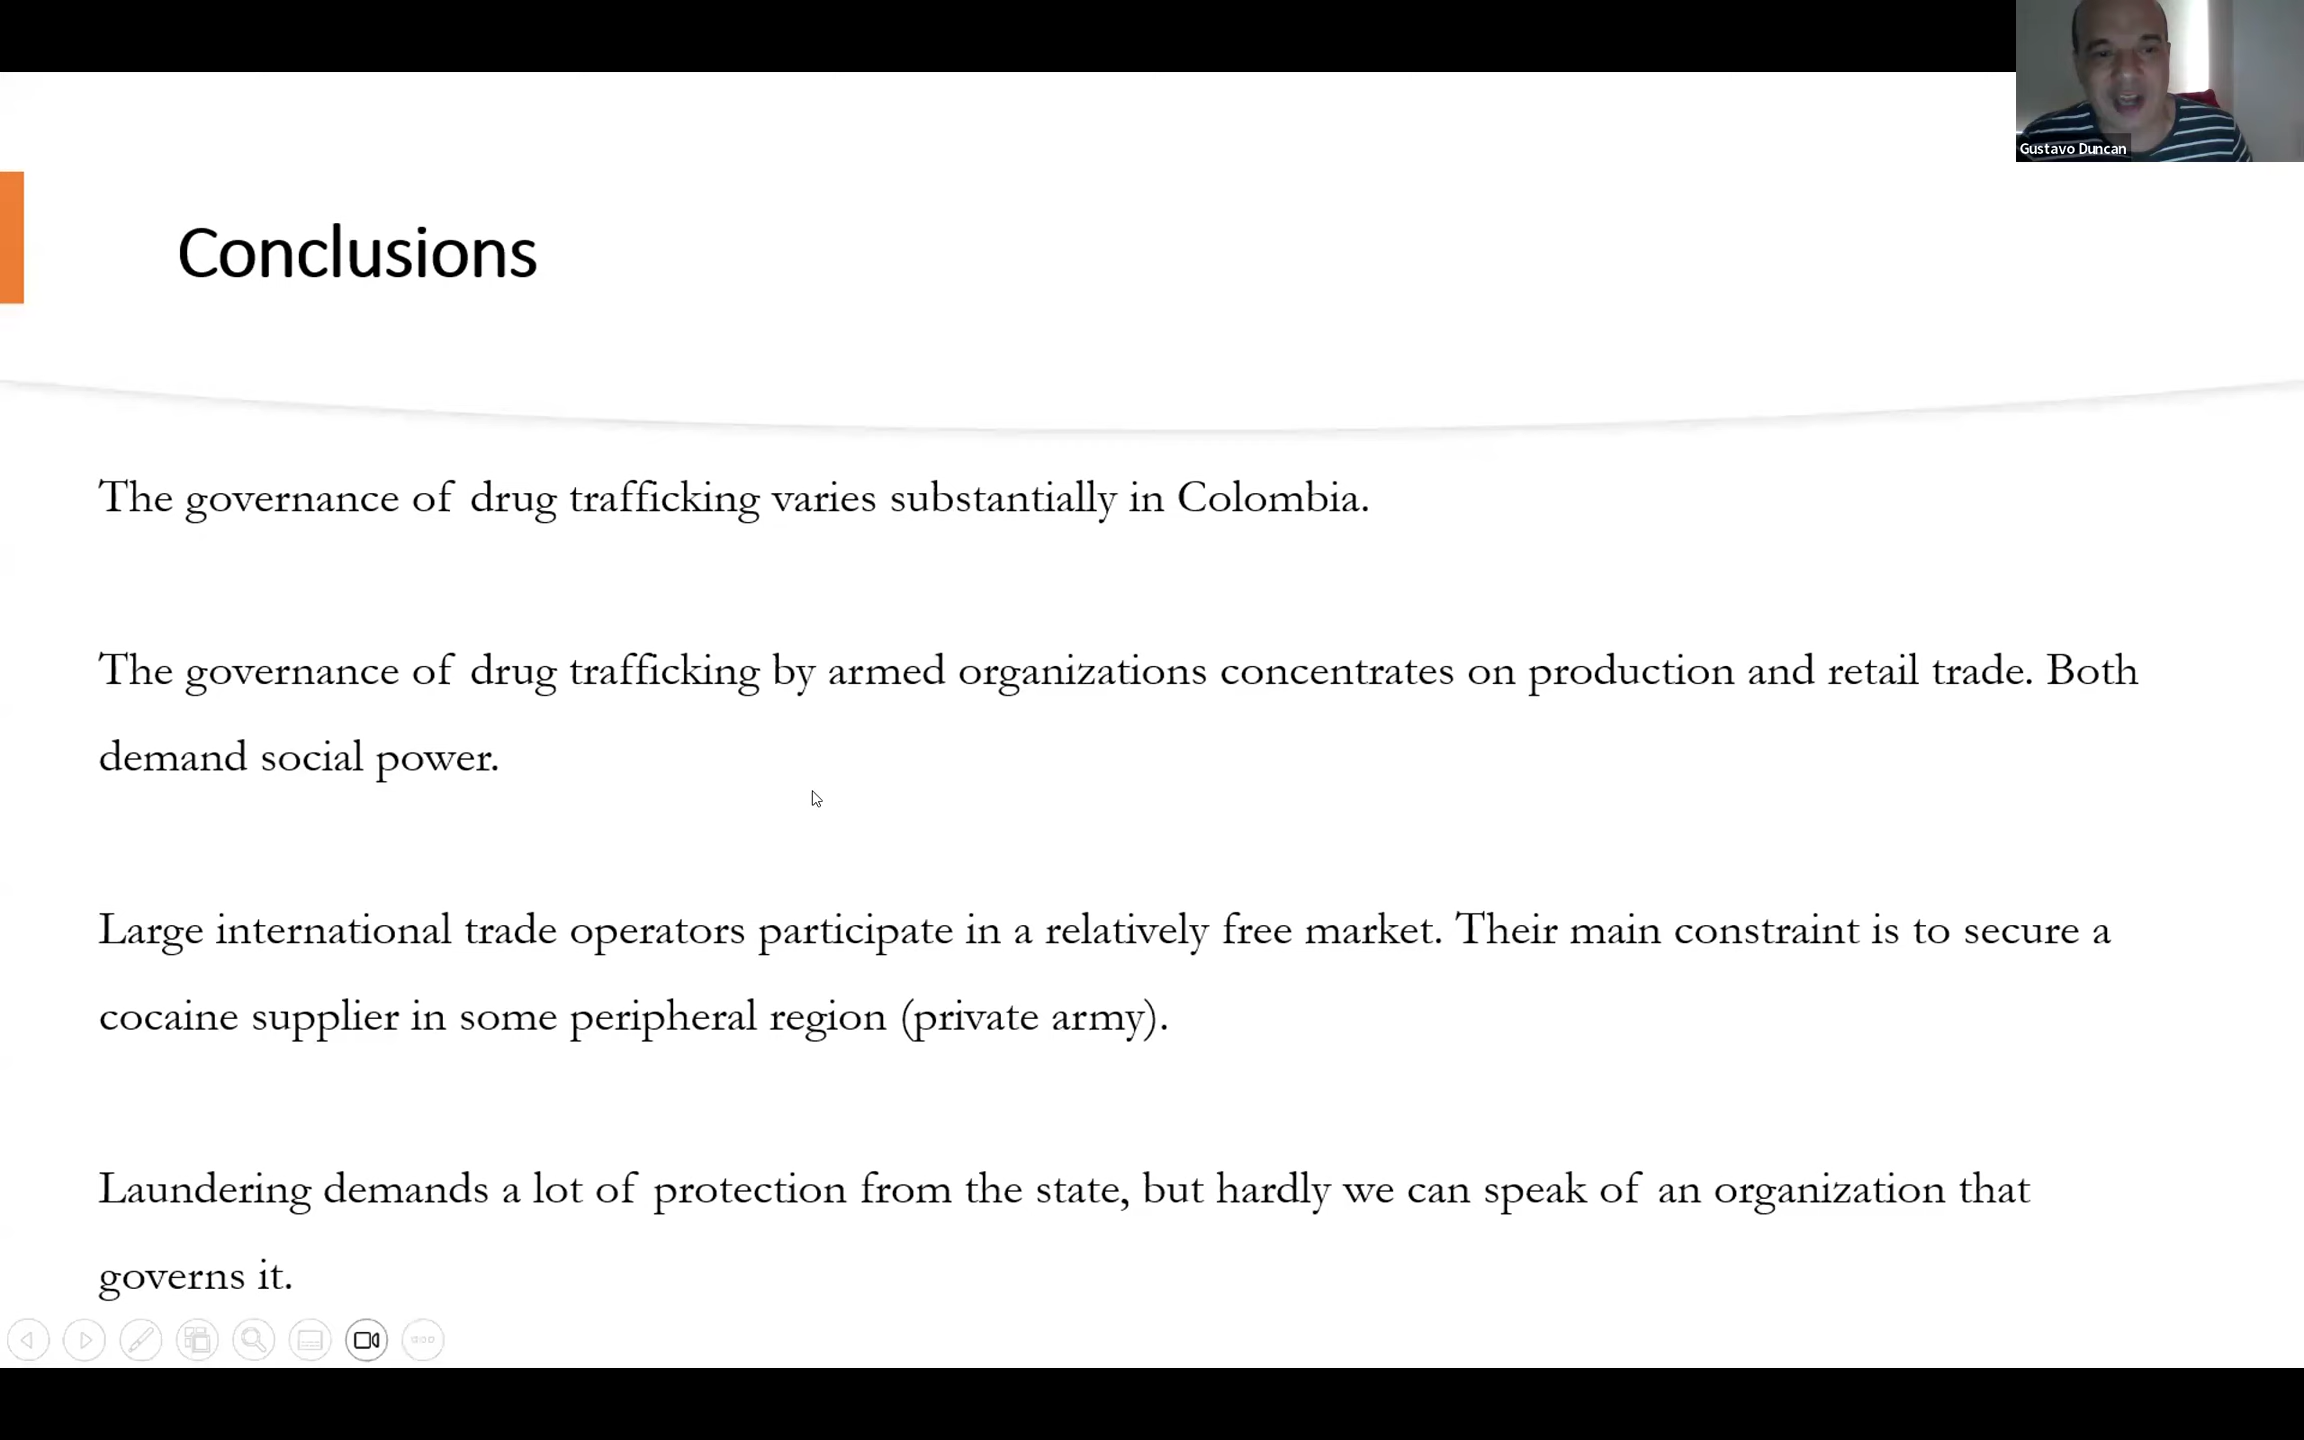 Gustavo Duncan
Conclusions
The governance of drug trafficking varies substantially in Colombia.
The governance of drug trafficking by armed organizations concentrates on production and retail trade. Both
demand social power.
Large international trade operators participate in a relatively free market. Their main constraint is to secure a
cocaine supplier in some peripheral region (private army).
Laundering demands a lot of protection from the state, but hardly we can speak of an organization that
governs it.